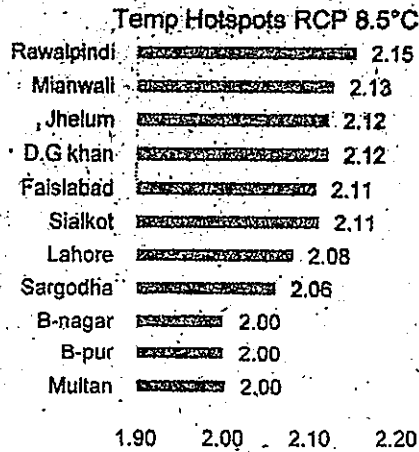 Temp Hotspots RCP 8.5°C
Rawalpindi 2.15
Mianwali 2.13
Jhelum 2.12
D.G khan 2.12
Faislabad 2.11
Sialkot 2.11
Lahore 2.08
Sargodha 2.06
B-nagar 2.00
B-pur 2.00
Multan 2.00
1.90 2.00 2.10 2.20